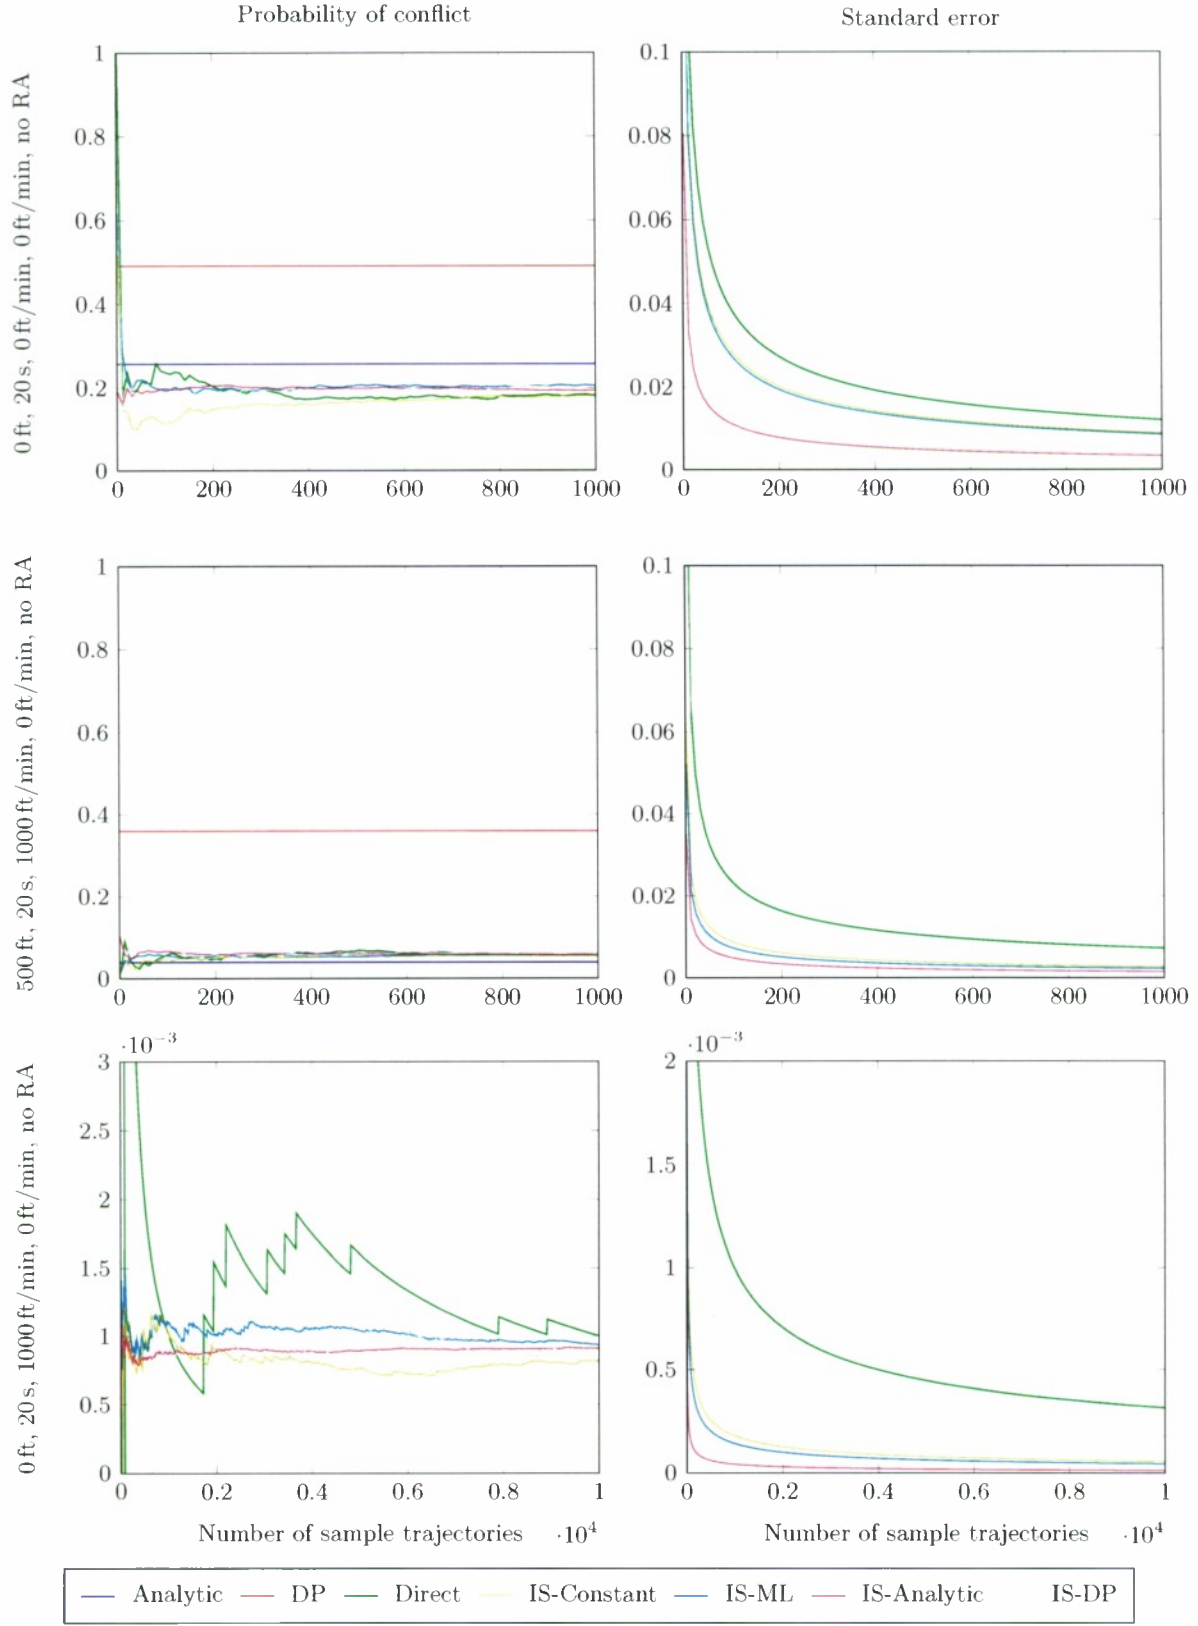 Probability of conflict
Standard error
0 ft, 20 s, 0 ft/min, 0 ft/min, no RA
1
0.8
0.6
0.4
0.2
0
0 200 400 600 800 1000
0.1
0.08
0.06
0.04
0.02
0
0 200 400 600 800 1000
500 ft, 20 s, 1000 ft/min, 0 ft/min, no RA
1
0.8
0.6
0.4
0.2
0
0 200 400 600 800 1000
0.1
0.08
0.06
0.04
0.02
0
0 200 400 600 800 1000
0 ft, 20 s, 1000 ft/min, 0 ft/min, no RA
·10⁻³
3
2.5
2
1.5
1
0.5
0
0 0.2 0.4 0.6 0.8 1
Number of sample trajectories ·10⁴
·10⁻³
2
1.5
1
0.5
0
0 0.2 0.4 0.6 0.8 1
Number of sample trajectories ·10⁴
Analytic DP Direct IS-Constant IS-ML IS-Analytic IS-DP